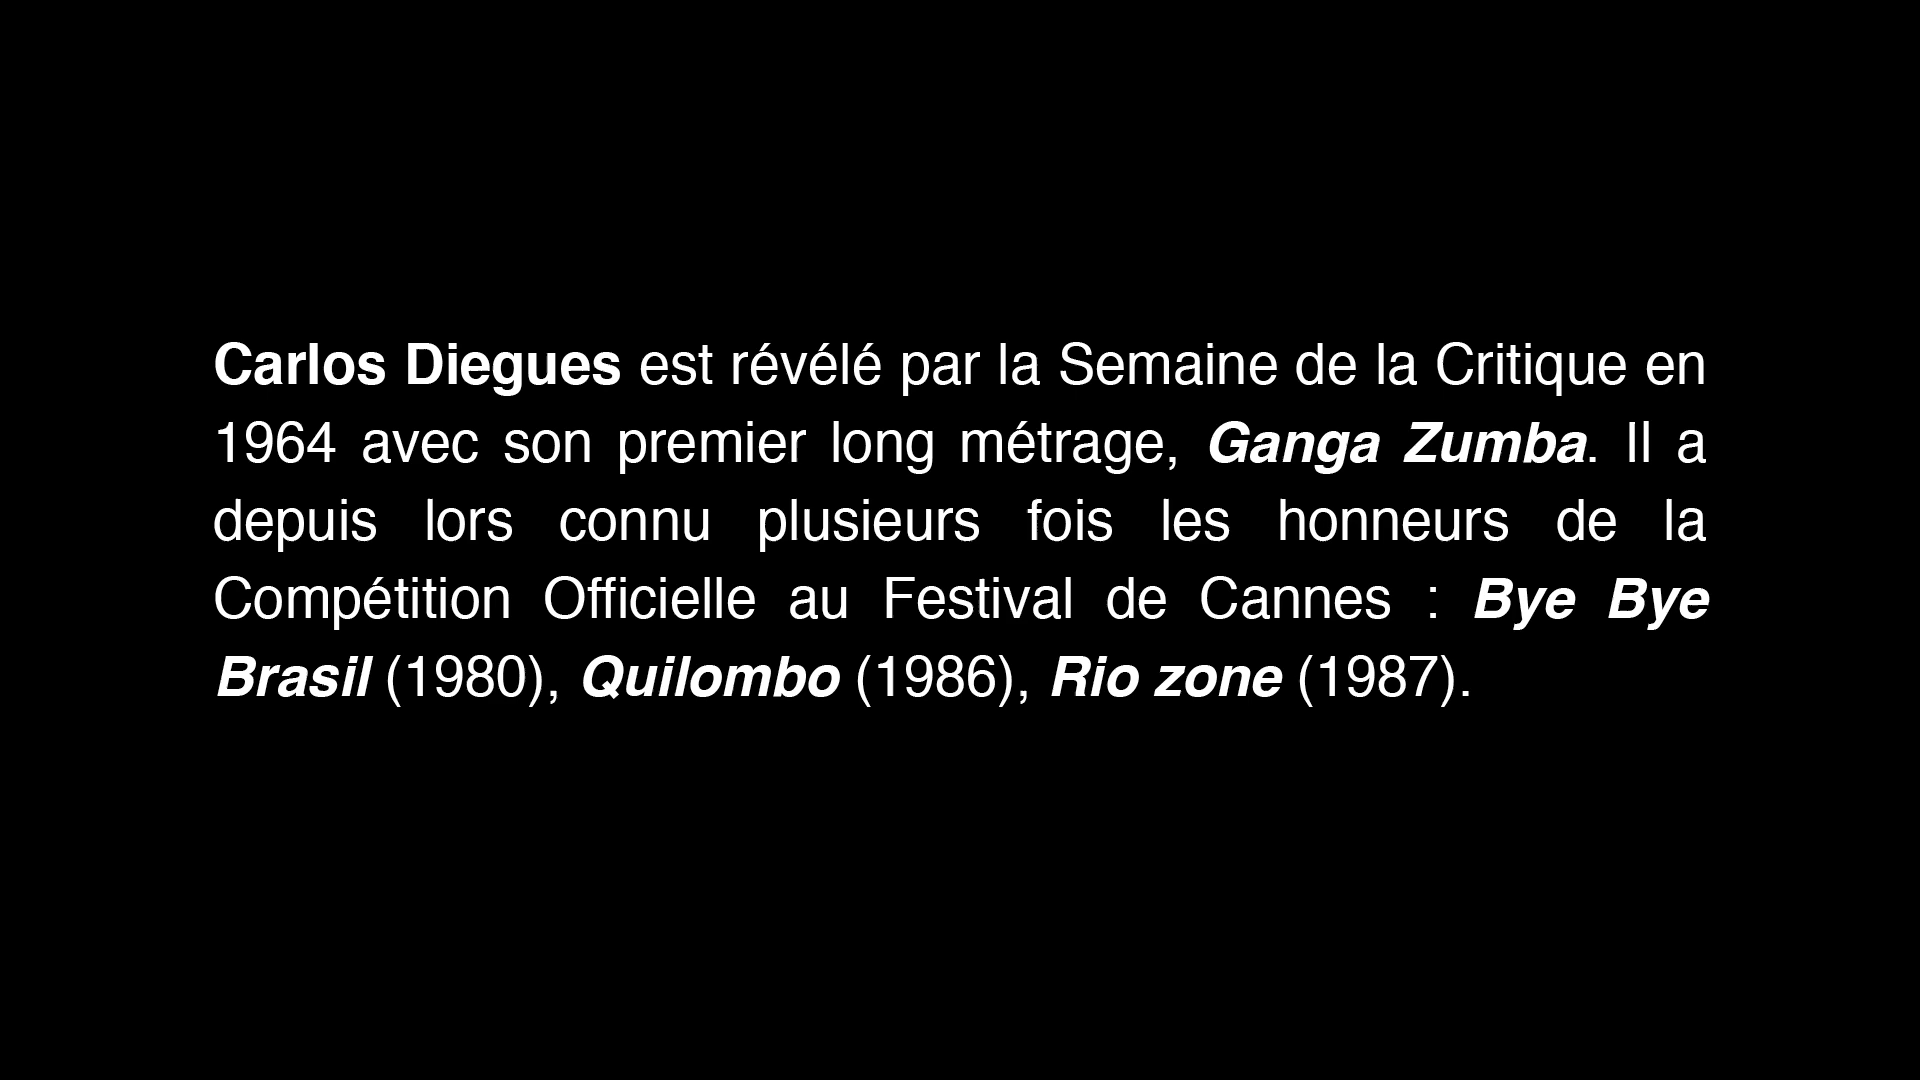 Carlos Diegues est révélé par la Semaine de la Critique en
1964 avec son premier long métrage, Ganga Zumba. Il a
depuis lors connu plusieurs fois les honneurs de la
Compétition Officielle au Festival de Cannes : Bye Bye
Brasil (1980), Quilombo (1986), Rio zone (1987).